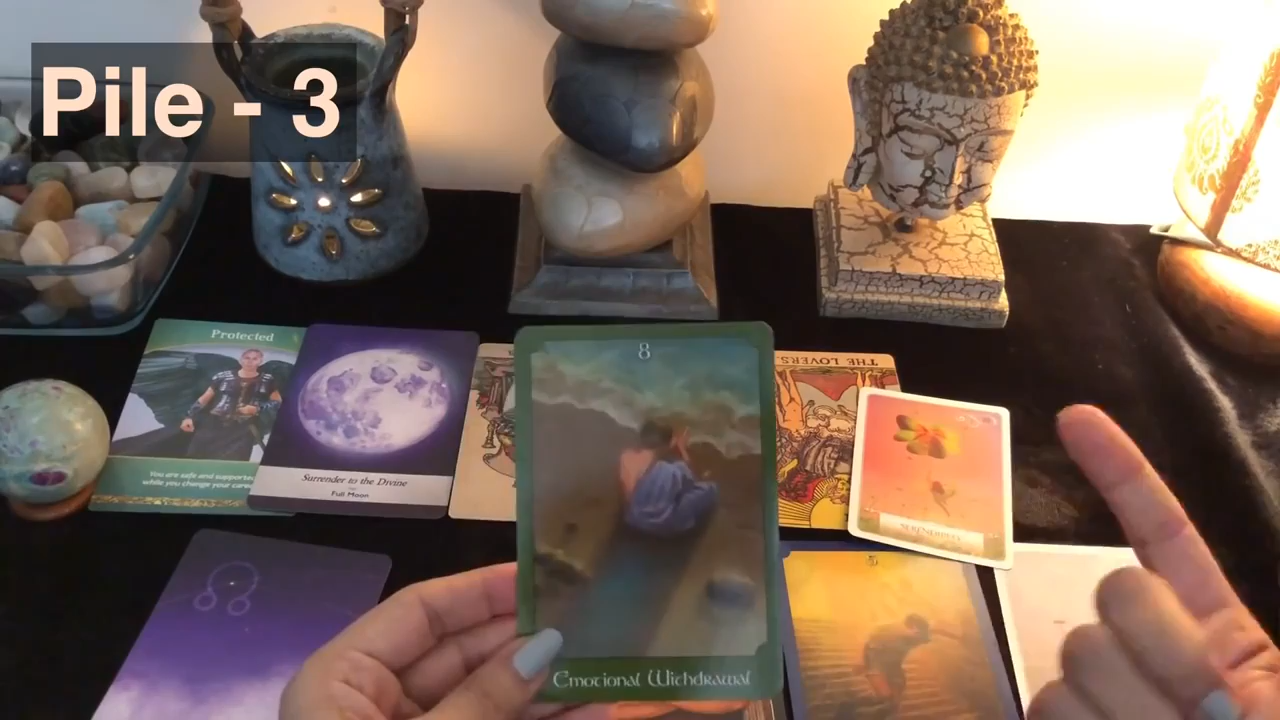 Pile - 3
Protected
You are safe and supported
while you change your career
Surrender to the Divine
Full Moon
THE LOVERS.
SERENDIPITY
8
Emotional Withdrawal